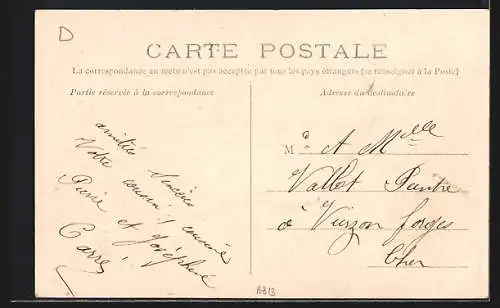 D
CARTE POSTALE
La correspondance au recto n'est pas acceptée par tous les pays étrangers (se renseigner à la Poste)
Partie réservée à la correspondance
Adresse du destinataire
amitiés sincères
Votre cousin, cousine
Pierre et Joséphine
Carré
M et Melle
Vallet Peintre
à Vierzon forges
Cher